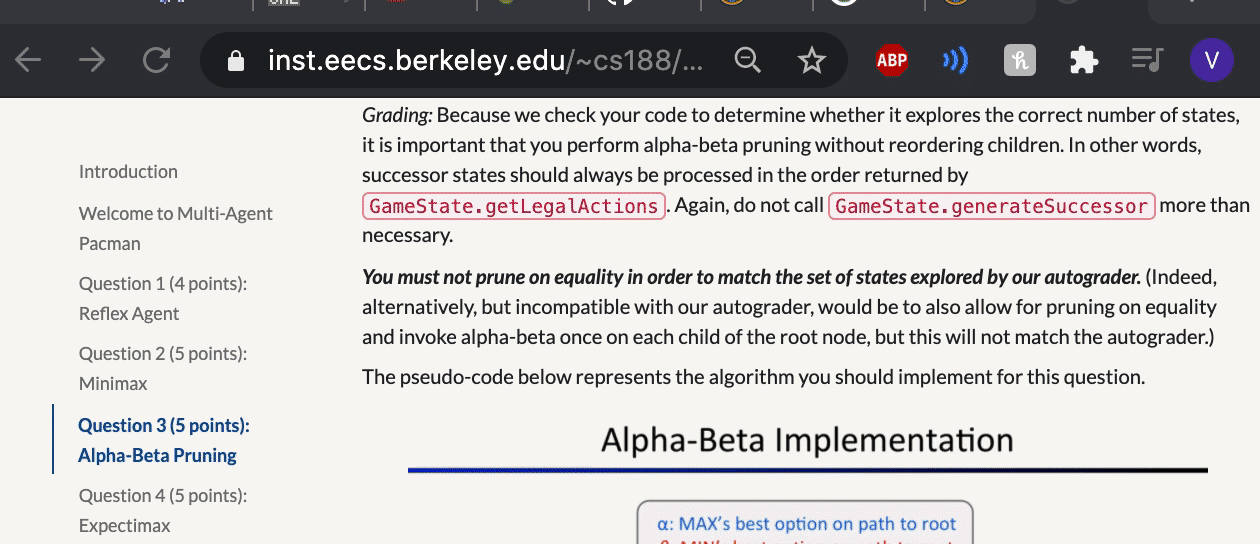 inst.eecs.berkeley.edu/~cs188/...
ABP
V
Grading: Because we check your code to determine whether it explores the correct number of states,
it is important that you perform alpha-beta pruning without reordering children. In other words,
successor states should always be processed in the order returned by
GameState.getLegalActions. Again, do not call GameState.generateSuccessor more than
necessary.
You must not prune on equality in order to match the set of states explored by our autograder. (Indeed,
alternatively, but incompatible with our autograder, would be to also allow for pruning on equality
and invoke alpha-beta once on each child of the root node, but this will not match the autograder.)
The pseudo-code below represents the algorithm you should implement for this question.
Introduction
Welcome to Multi-Agent
Pacman
Question 1 (4 points):
Reflex Agent
Question 2 (5 points):
Minimax
Question 3 (5 points):
Alpha-Beta Pruning
Question 4 (5 points):
Expectimax
Alpha-Beta Implementation
α: MAX's best option on path to root